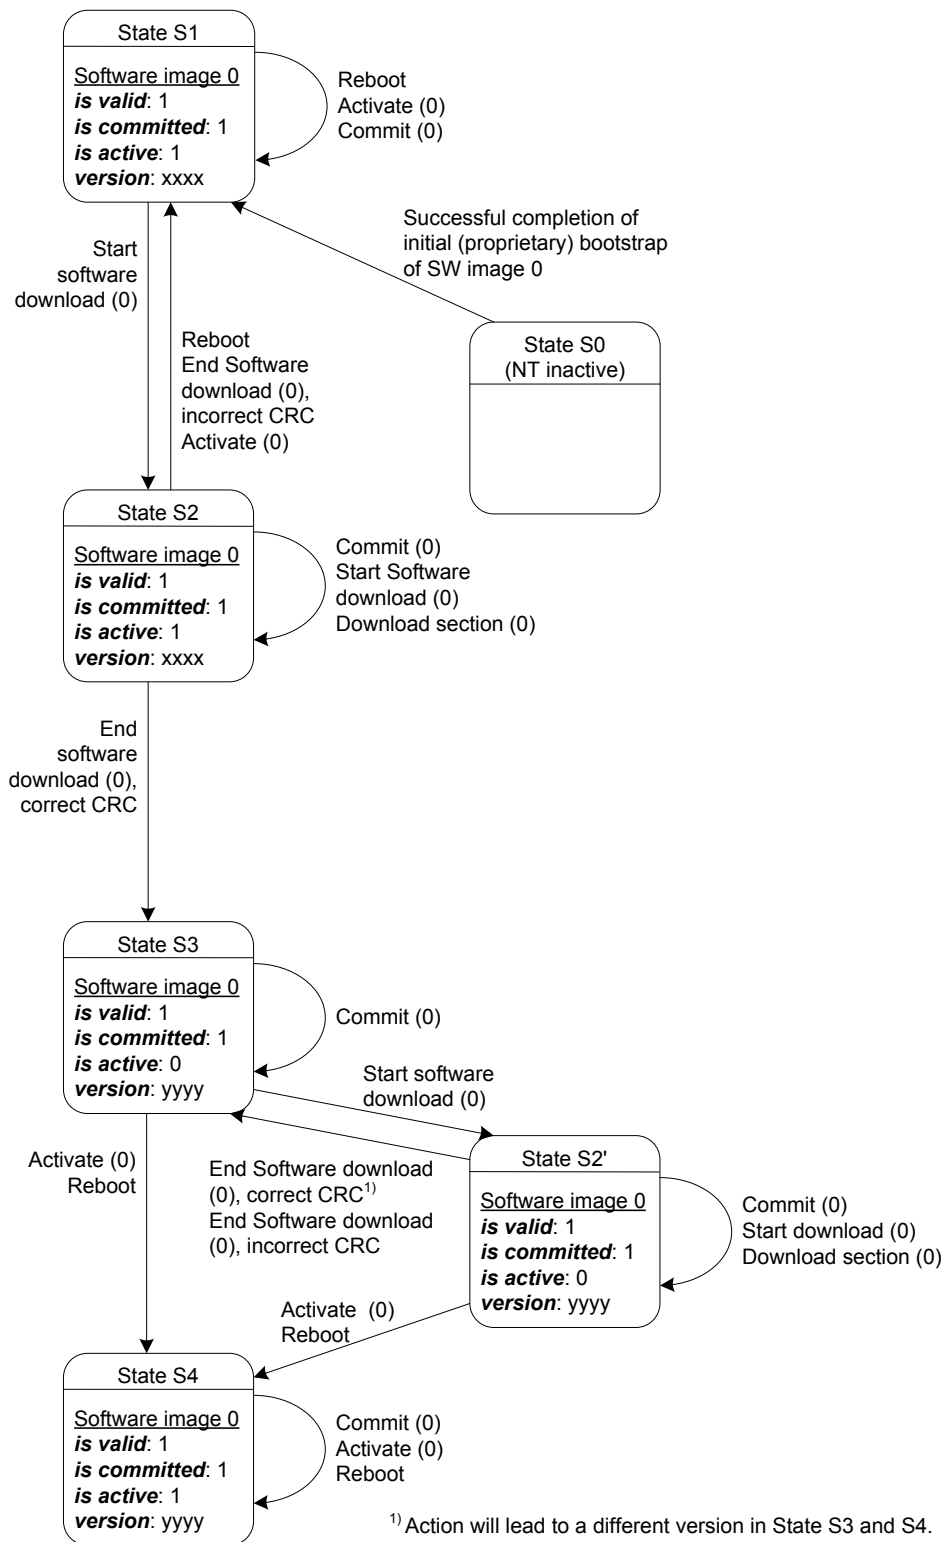 State S1
Software image 0
is valid: 1
is committed: 1
is active: 1
version: xxxx
Reboot
Activate (0)
Commit (0)
Successful completion of
initial (proprietary) bootstrap
of SW image 0
Start
software
download (0)
Reboot
End Software
download (0),
incorrect CRC
Activate (0)
State S0
(NT inactive)
State S2
Software image 0
is valid: 1
is committed: 1
is active: 1
version: xxxx
Commit (0)
Start Software
download (0)
Download section (0)
End
software
download (0),
correct CRC
State S3
Software image 0
is valid: 1
is committed: 1
is active: 0
version: yyyy
Commit (0)
Start software
download (0)
Activate (0)
Reboot
End Software download
(0), correct CRC1)
End Software download
(0), incorrect CRC
State S2'
Software image 0
is valid: 1
is committed: 1
is active: 0
version: yyyy
Commit (0)
Start download (0)
Download section (0)
Activate (0)
Reboot
State S4
Software image 0
is valid: 1
is committed: 1
is active: 1
version: yyyy
Commit (0)
Activate (0)
Reboot
1) Action will lead to a different version in State S3 and S4.